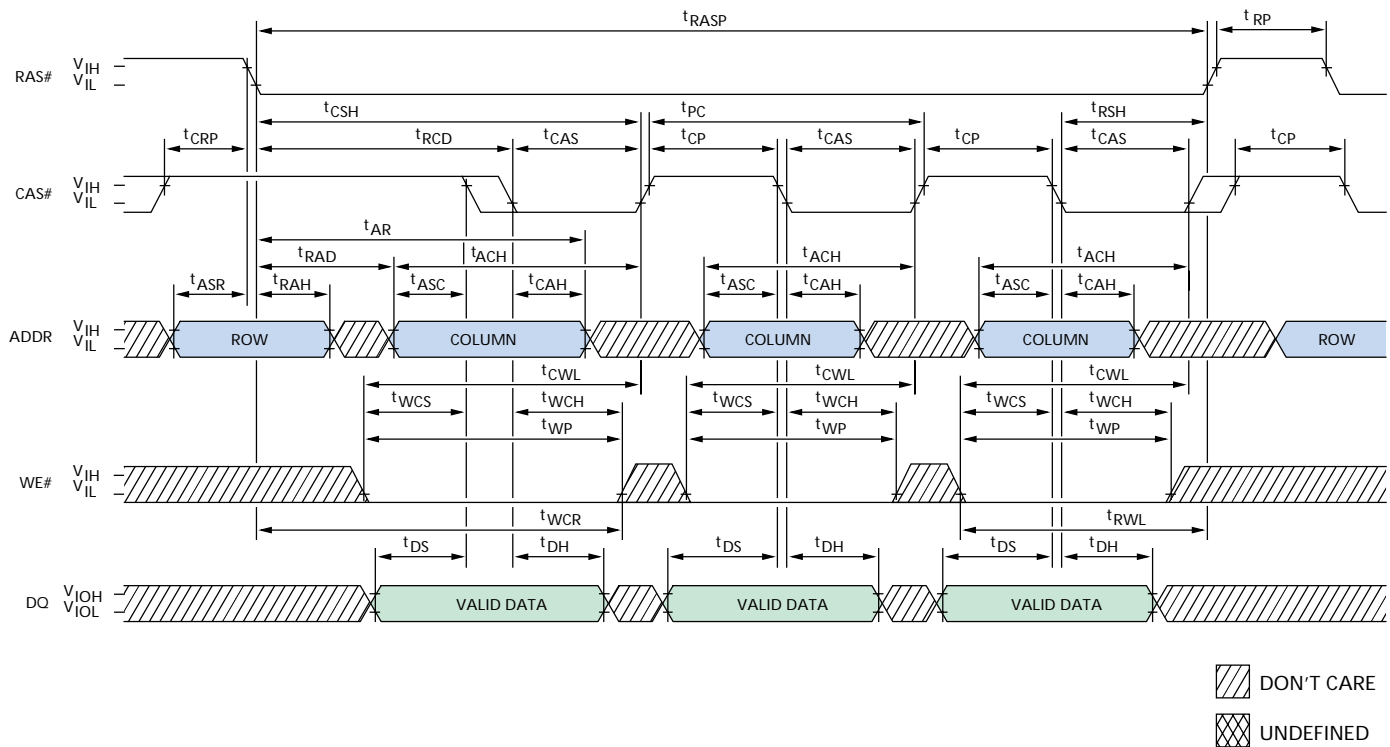 tRASP
tRP
RAS# VIH
VIL
tCSH
tPC
tRSH
tCRP
tRCD
tCAS
tCP
tCAS
tCP
tCAS
tCP
CAS# VIH
VIL
tAR
tRAD
tACH
tACH
tACH
tASR
tRAH
tASC
tCAH
tASC
tCAH
tASC
tCAH
ADDR VIH
VIL
ROW
COLUMN
COLUMN
COLUMN
ROW
tCWL
tCWL
tCWL
tWCS
tWCH
tWCS
tWCH
tWCS
tWCH
tWP
tWP
tWP
WE# VIH
VIL
tWCR
tRWL
tDS
tDH
tDS
tDH
tDS
tDH
DQ VIOH
VIOL
VALID DATA
VALID DATA
VALID DATA
DON'T CARE
UNDEFINED